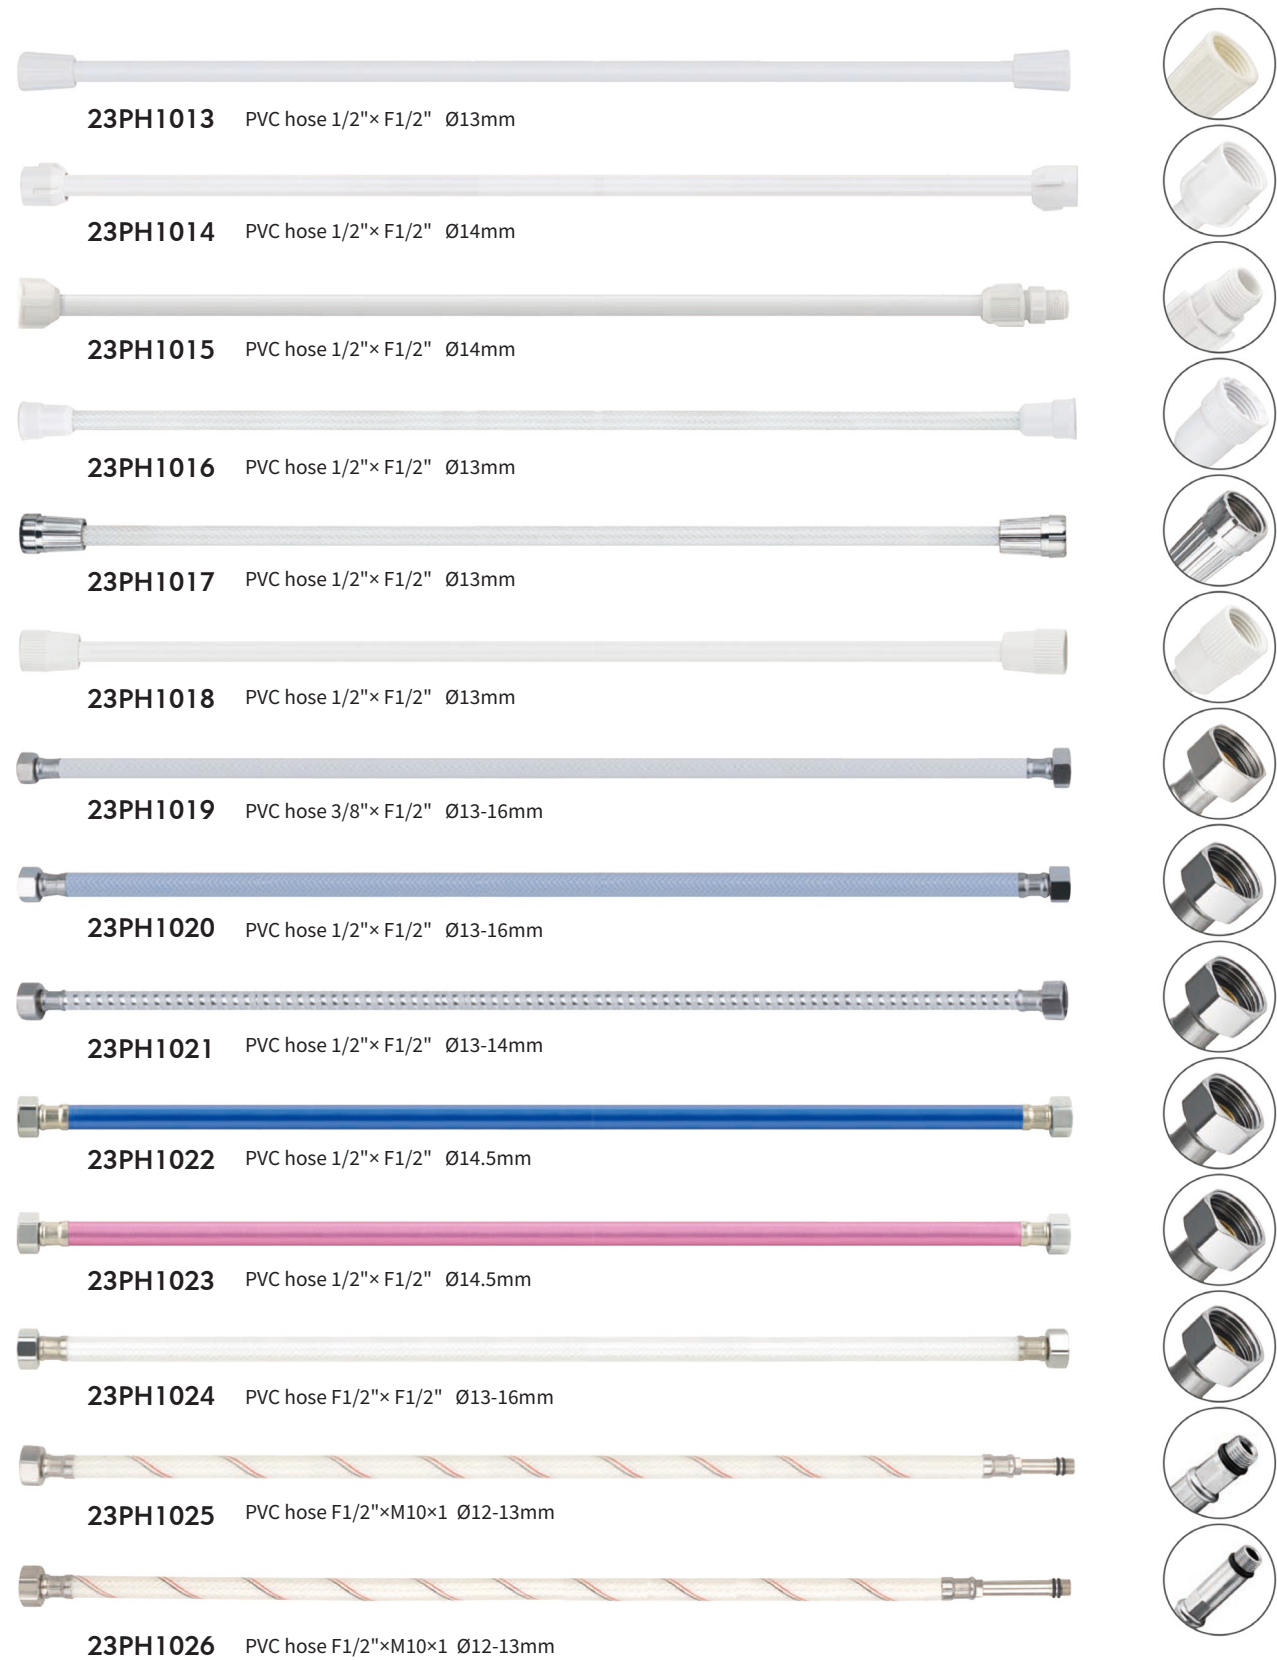 23PH1013 PVC hose 1/2"× F1/2" Ø13mm
23PH1014 PVC hose 1/2"× F1/2" Ø14mm
23PH1015 PVC hose 1/2"× F1/2" Ø14mm
23PH1016 PVC hose 1/2"× F1/2" Ø13mm
23PH1017 PVC hose 1/2"× F1/2" Ø13mm
23PH1018 PVC hose 1/2"× F1/2" Ø13mm
23PH1019 PVC hose 3/8"× F1/2" Ø13-16mm
23PH1020 PVC hose 1/2"× F1/2" Ø13-16mm
23PH1021 PVC hose 1/2"× F1/2" Ø13-14mm
23PH1022 PVC hose 1/2"× F1/2" Ø14.5mm
23PH1023 PVC hose 1/2"× F1/2" Ø14.5mm
23PH1024 PVC hose F1/2"× F1/2" Ø13-16mm
23PH1025 PVC hose F1/2"×M10×1 Ø12-13mm
23PH1026 PVC hose F1/2"×M10×1 Ø12-13mm